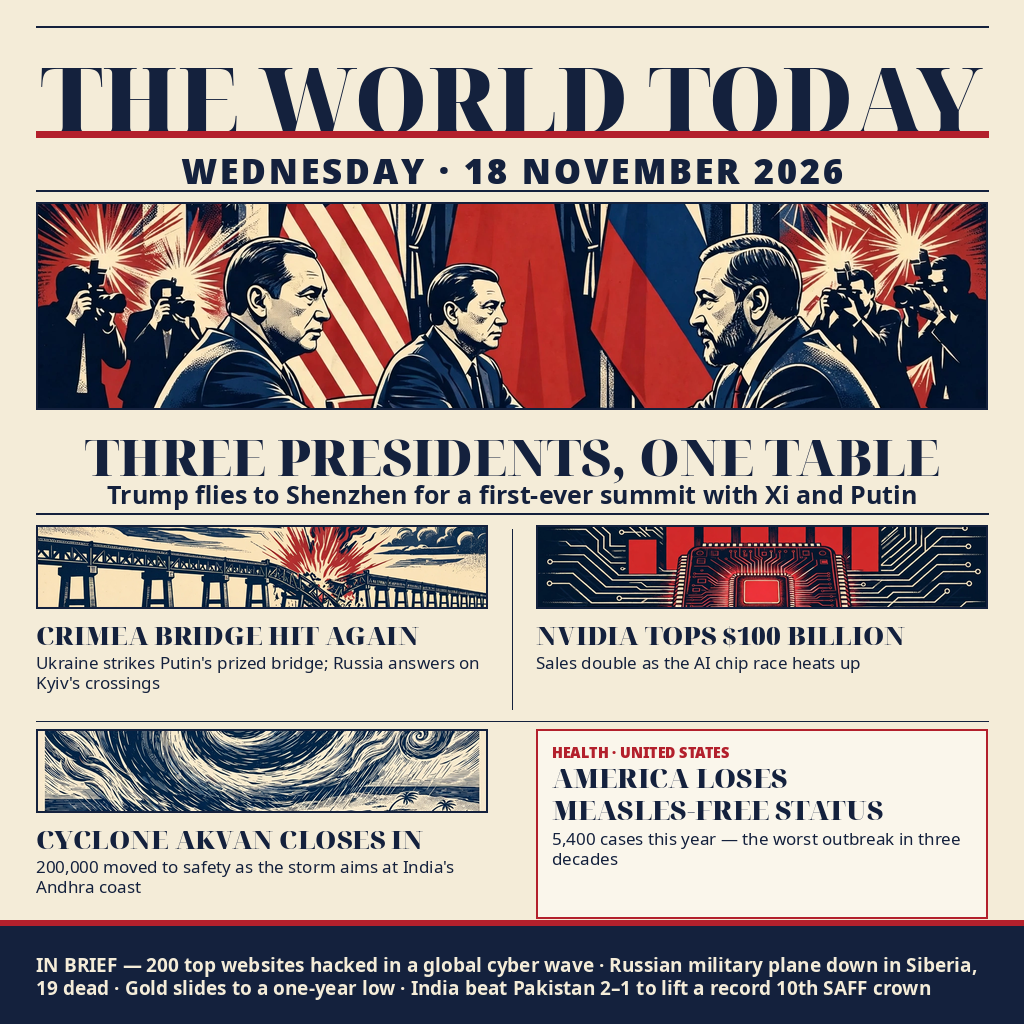 THE WORLD TODAY
WEDNESDAY · 18 NOVEMBER 2026
THREE PRESIDENTS, ONE TABLE
Trump flies to Shenzhen for a first-ever summit with Xi and Putin
CRIMEA BRIDGE HIT AGAIN
Ukraine strikes Putin's prized bridge; Russia answers on
Kyiv's crossings
NVIDIA TOPS $100 BILLION
Sales double as the AI chip race heats up
CYCLONE AKVAN CLOSES IN
200,000 moved to safety as the storm aims at India's
Andhra coast
HEALTH · UNITED STATES
AMERICA LOSES
MEASLES-FREE STATUS
5,400 cases this year — the worst outbreak in three
decades
IN BRIEF — 200 top websites hacked in a global cyber wave · Russian military plane down in Siberia,
19 dead · Gold slides to a one-year low · India beat Pakistan 2–1 to lift a record 10th SAFF crown